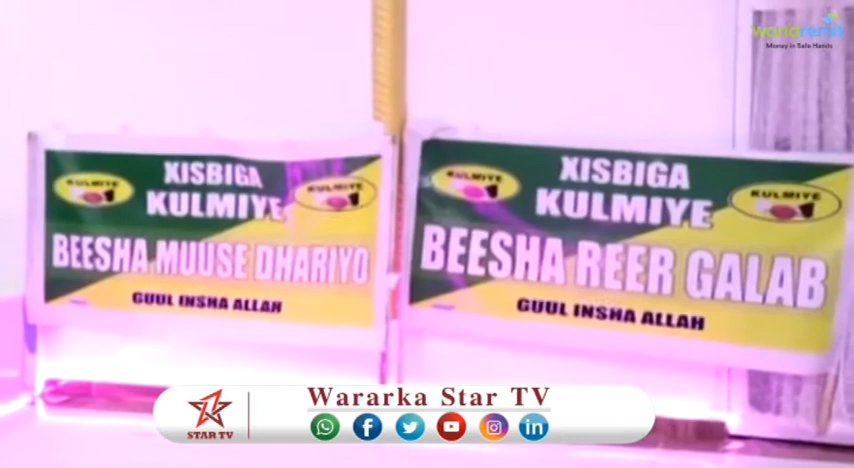 worldremit
Money in Safe Hands
XISBIGA
KULMIYE
KULMIYE
KULMIYE
BEESHA MUUSE DHARIYO
GUUL INSHA ALLAH
XISBIGA
KULMIYE
KULMIYE
KULMIYE
BEESHA REER GALAB
GUUL INSHA ALLAH
STAR TV
Wararka Star TV